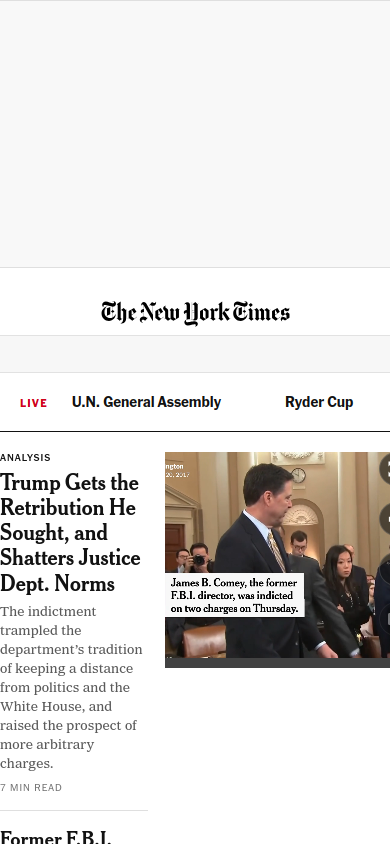 The New York Times
LIVE
U.N. General Assembly
Ryder Cup
ANALYSIS
Trump Gets the
Retribution He
Sought, and
Shatters Justice
Dept. Norms
The indictment
trampled the
department's tradition
of keeping a distance
from politics and the
White House, and
raised the prospect of
more arbitrary
charges.
7 MIN READ
James B. Comey, the former
F.B.I. director, was indicted
on two charges on Thursday.
Former F.B.I.